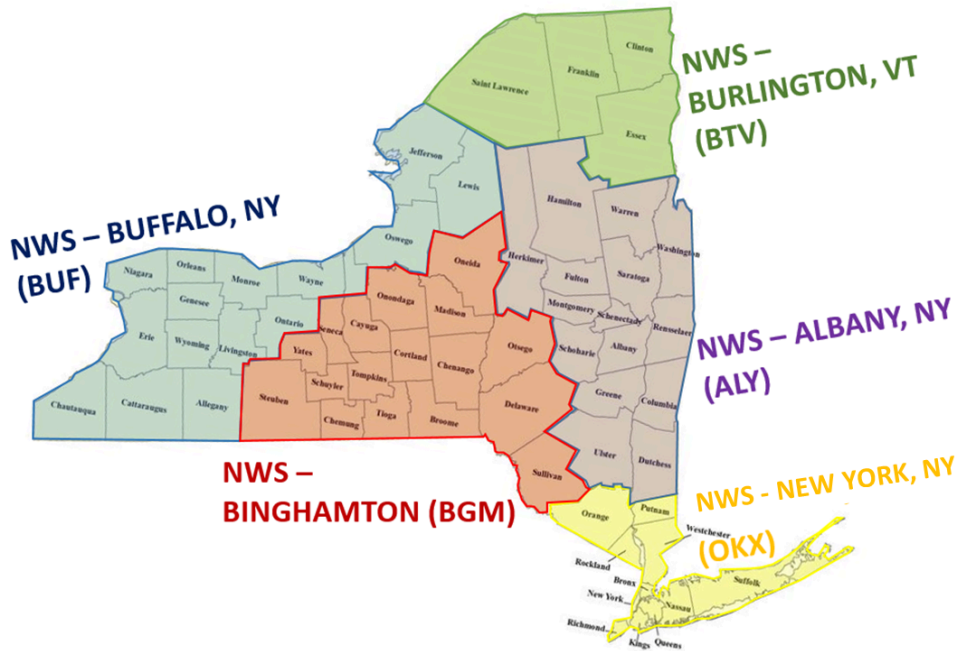 NWS –
BURLINGTON, VT
(BTV)
Clinton
Franklin
Saint Lawrence
Essex
Jefferson
Lewis
Hamilton
Warren
Washington
NWS – BUFFALO, NY
(BUF)
Oswego
Oneida
Herkimer
Fulton
Saratoga
Niagara
Orleans
Monroe
Wayne
Genesee
Onondaga
Madison
Montgomery
Schenectady
Ontario
Seneca
Cayuga
Rensselaer
Erie
Wyoming
Livingston
Otsego
Schoharie
Albany
NWS – ALBANY, NY
(ALY)
Yates
Cortland
Chenango
Schuyler
Tompkins
Steuben
Greene
Columbia
Chautauqua
Cattaraugus
Allegany
Chemung
Tioga
Broome
Delaware
Ulster
Dutchess
Sullivan
NWS –
BINGHAMTON (BGM)
NWS - NEW YORK, NY
(OKX)
Orange
Putnam
Westchester
Rockland
Bronx
New York
Suffolk
Nassau
Richmond
Kings
Queens